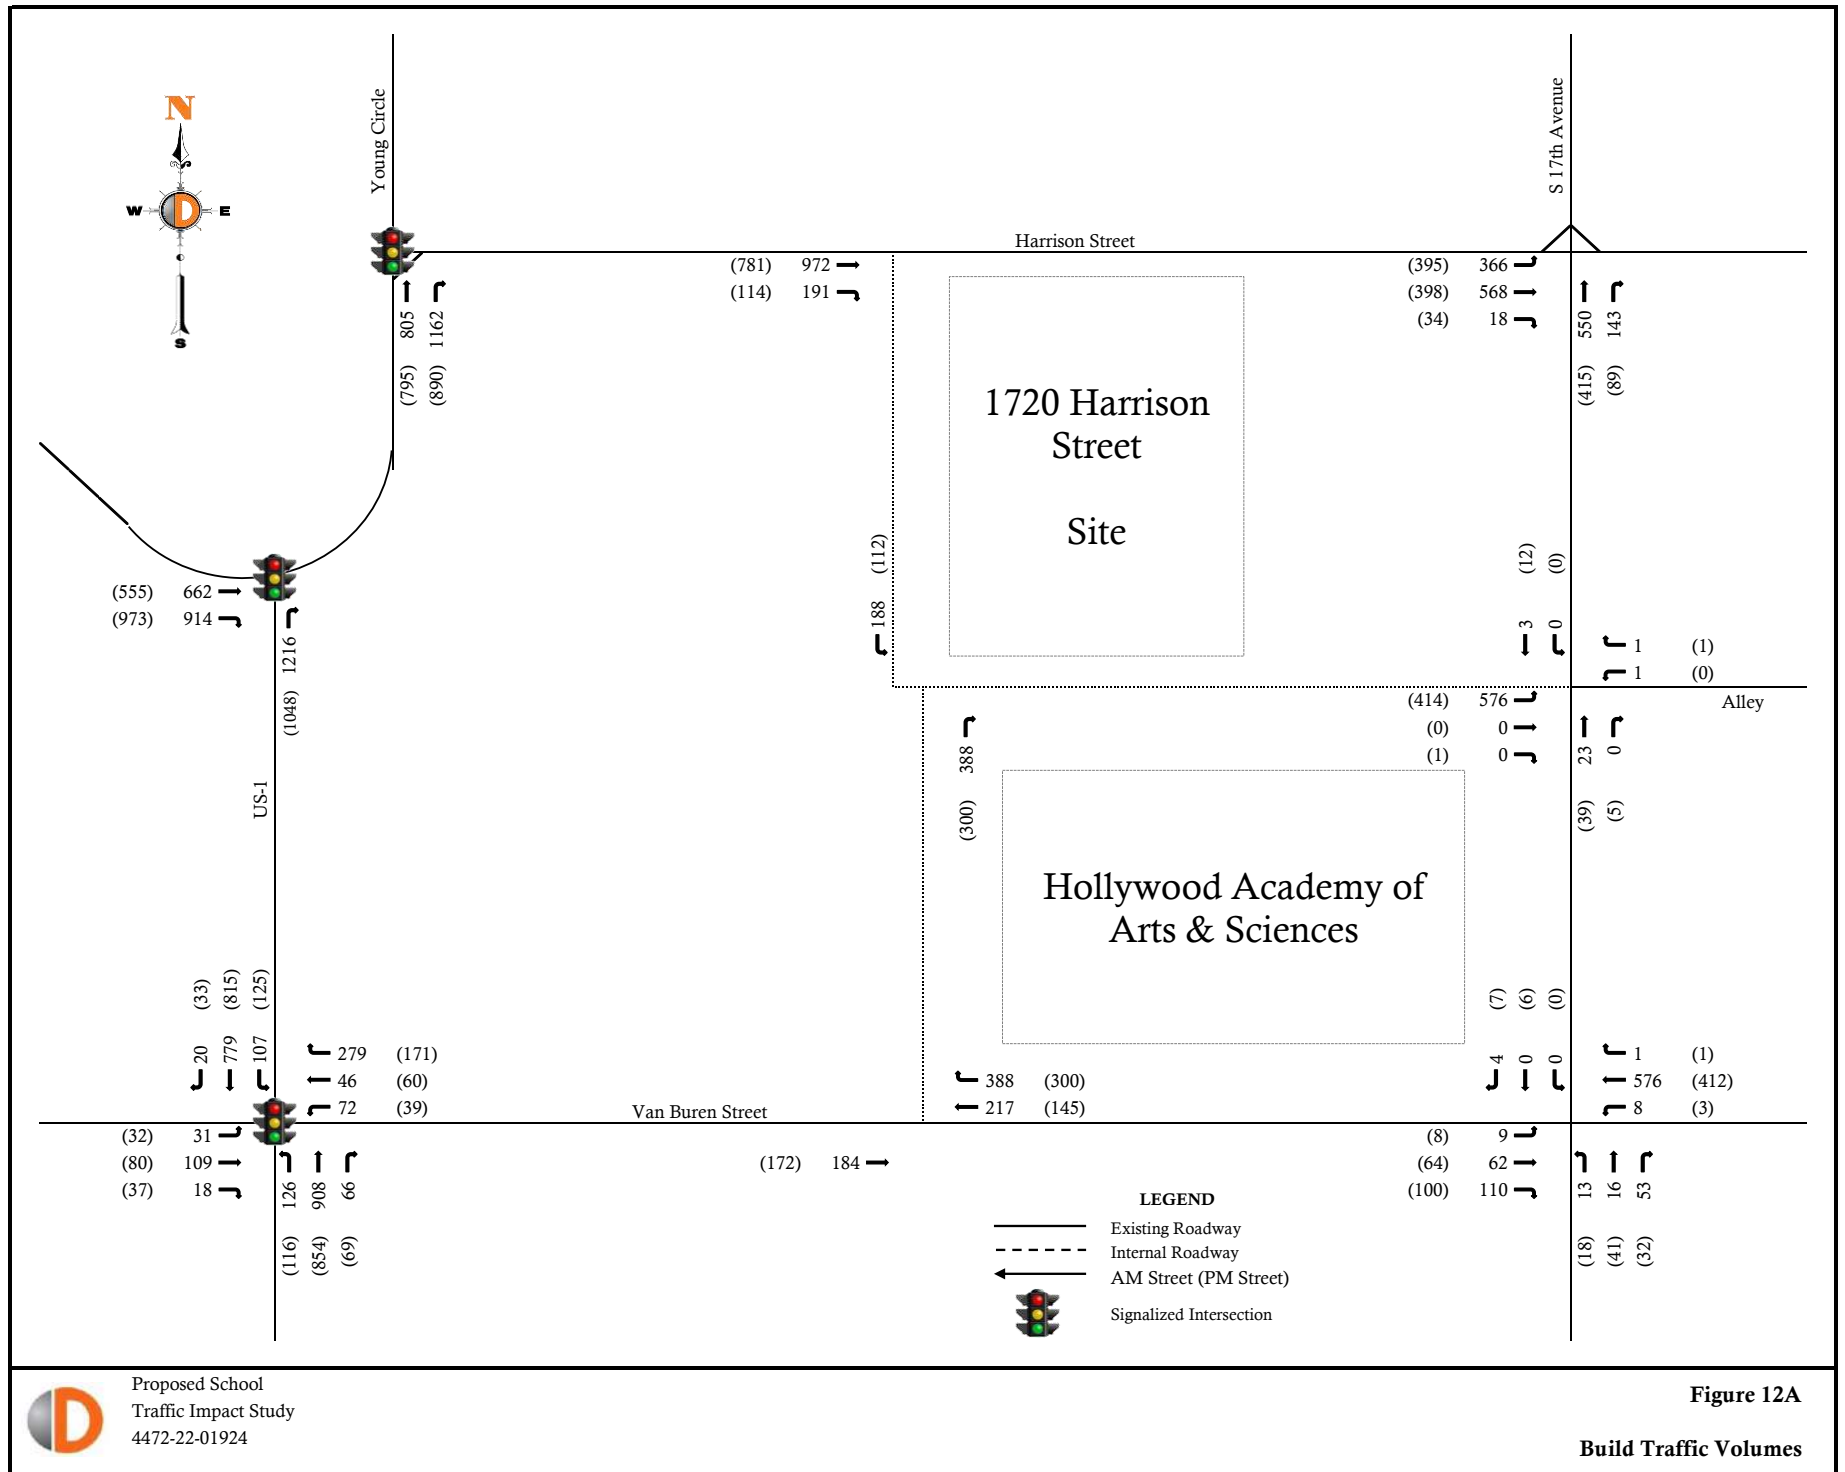 N
W
E
S
D
Young Circle
S 17th Avenue
Harrison Street
(781) 972
(114) 191
(395) 366
(398) 568
(34) 18
805
1162
(795)
(890)
550
143
(415)
(89)
1720 Harrison
Street
Site
(555) 662
(973) 914
1216
(1048)
(112)
188
(12)
(0)
3
0
1 (1)
1 (0)
Alley
(414) 576
(0) 0
(1) 0
23
0
(39)
(5)
388
(300)
US-1
Hollywood Academy of
Arts & Sciences
(33)
(815)
(125)
20
779
107
279 (171)
46 (60)
72 (39)
Van Buren Street
388 (300)
217 (145)
(7)
(6)
(0)
4
0
0
1 (1)
576 (412)
8 (3)
(32) 31
(80) 109
(37) 18
126
908
66
(116)
(854)
(69)
(172) 184
(8) 9
(64) 62
(100) 110
13
16
53
(18)
(41)
(32)
LEGEND
Existing Roadway
Internal Roadway
AM Street (PM Street)
Signalized Intersection
D
Proposed School
Traffic Impact Study
4472-22-01924
Figure 12A
Build Traffic Volumes